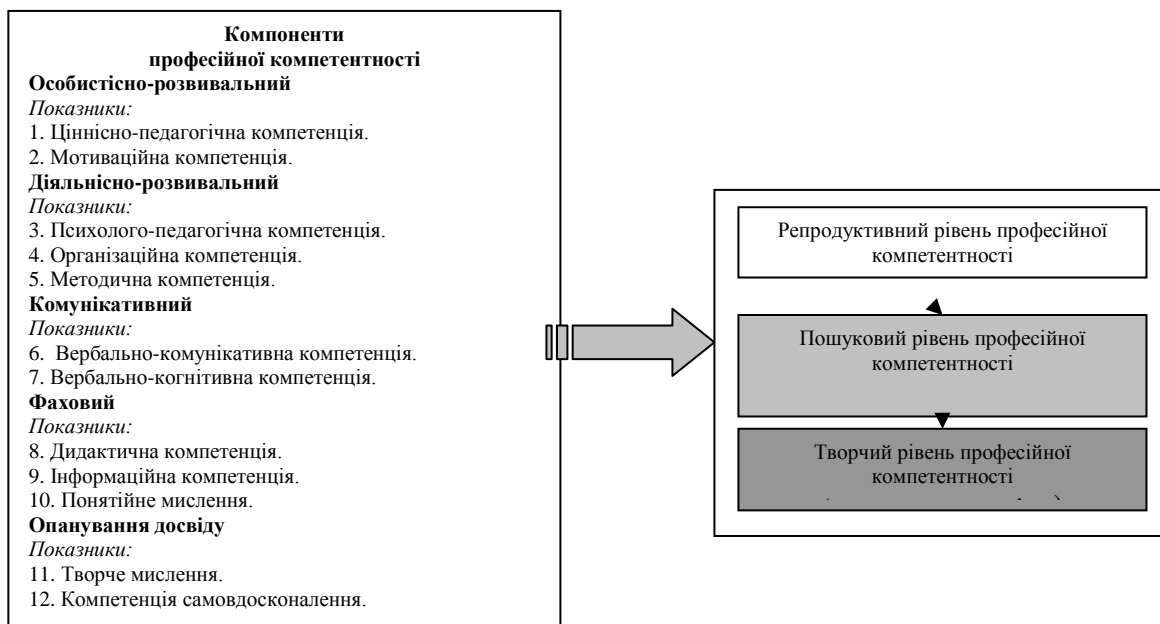 Компоненти
професійної компетентності
Особистісно-розвивальний
Показники:
1. Ціннісно-педагогічна компетенція.
2. Мотиваційна компетенція.
Діяльнісно-розвивальний
Показники:
3. Психолого-педагогічна компетенція.
4. Організаційна компетенція.
5. Методична компетенція.
Комунікативний
Показники:
6. Вербально-комунікативна компетенція.
7. Вербально-когнітивна компетенція.
Фаховий
Показники:
8. Дидактична компетенція.
9. Інформаційна компетенція.
10. Понятійне мислення.
Опанування досвіду
Показники:
11. Творче мислення.
12. Компетенція самовдосконалення.
Репродуктивний рівень професійної
компетентності
Пошуковий рівень професійної
компетентності
Творчий рівень професійної
компетентності